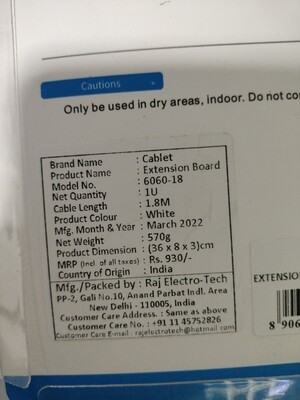 Cautions
Only be used in dry areas, indoor. Do not co
Brand Name : Cablet
Product Name : Extension Board
Model No. : 6060-18
Net Quantity : 1U
Cable Length : 1.8M
Product Colour : White
Mfg. Month & Year : March 2022
Net Weight : 570g
Product Dimension : (36 x 8 x 3)cm
MRP (Incl. of all taxes) : Rs. 930/-
Country of Origin : India
Mfg./Packed by : Raj Electro-Tech
PP-2, Gali No.10, Anand Parbat Indl. Area
New Delhi - 110005, India
Customer Care Address. : Same as above
Customer Care No. : +91 11 45752826
Customer Care E-mail : rajelectrotech@hotmail.com
EXTENSION
8 906